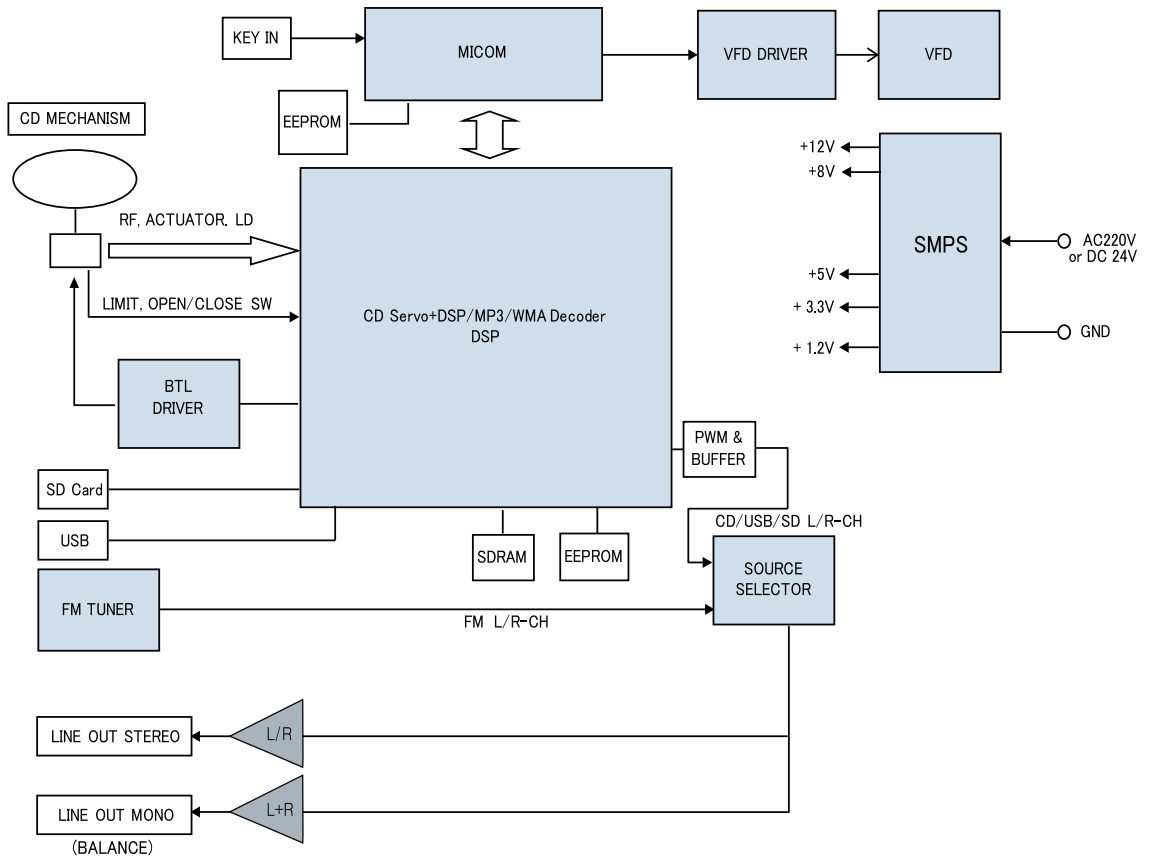 KEY IN
MICOM
VFD DRIVER
VFD
EEPROM
CD MECHANISM
RF, ACTUATOR. LD
LIMIT, OPEN/CLOSE SW
CD Servo+DSP/MP3/WMA Decoder
DSP
+12V
+8V
+5V
+ 3.3V
+ 1.2V
SMPS
AC220V
or DC 24V
GND
BTL
DRIVER
PWM &
BUFFER
SD Card
USB
SDRAM
EEPROM
CD/USB/SD L/R-CH
SOURCE
SELECTOR
FM TUNER
FM L/R-CH
LINE OUT STEREO
L/R
LINE OUT MONO
(BALANCE)
L+R